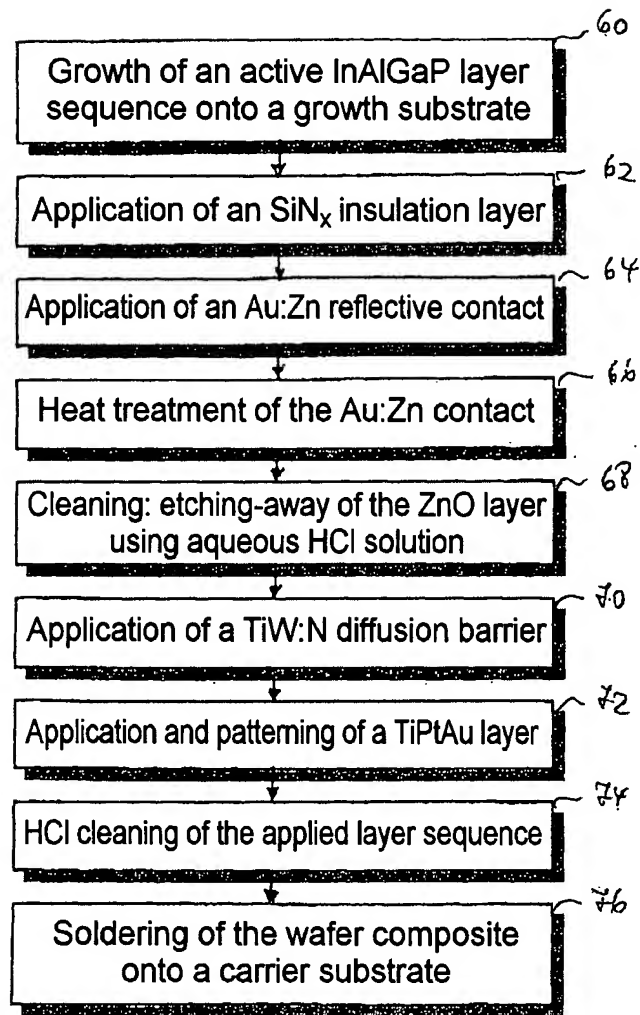 60
Growth of an active InAlGaP layer
sequence onto a growth substrate
62
Application of an SiNx insulation layer
64
Application of an Au:Zn reflective contact
66
Heat treatment of the Au:Zn contact
68
Cleaning: etching-away of the ZnO layer
using aqueous HCl solution
70
Application of a TiW:N diffusion barrier
72
Application and patterning of a TiPtAu layer
74
HCl cleaning of the applied layer sequence
76
Soldering of the wafer composite
onto a carrier substrate